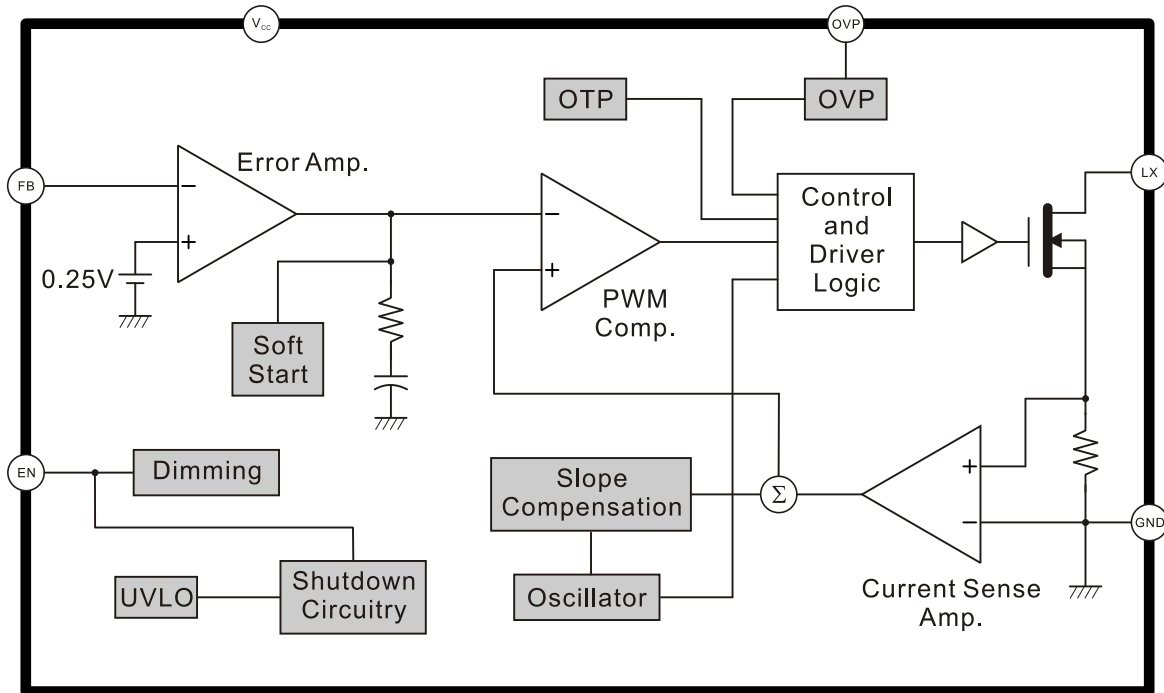 Vcc
OVP
OTP
OVP
Error Amp.
FB
−
+
0.25V
−
+
PWM
Comp.
Control
and
Driver
Logic
LX
Soft
Start
EN
Dimming
Slope
Compensation
Σ
+
−
GND
UVLO
Shutdown
Circuitry
Oscillator
Current Sense
Amp.